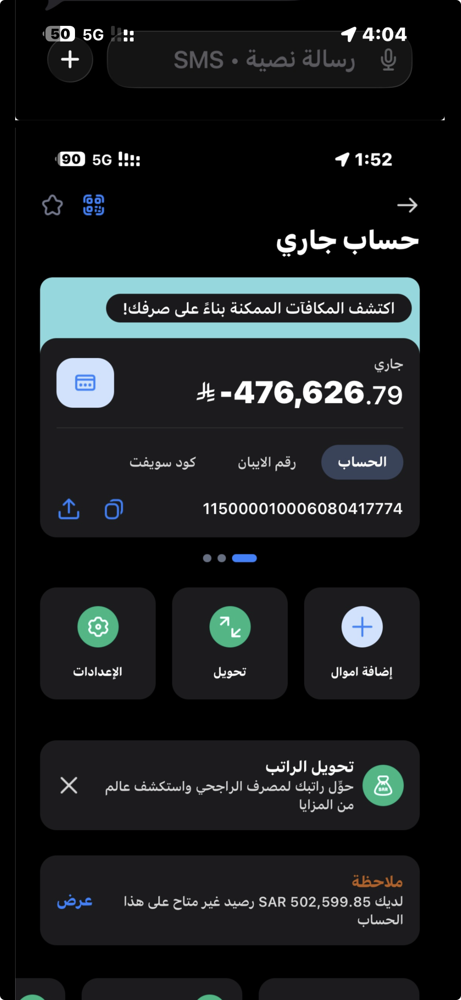 4:04
5G 50
رسالة نصية • SMS
1:52
5G 90
حساب جاري
اكتشف المكافآت الممكنة بناءً على صرفك!
جاري
-476,626.79
الحساب
رقم الايبان
كود سويفت
115000010006080417774
إضافة اموال
تحويل
الإعدادات
تحويل الراتب
حوِّل راتبك لمصرف الراجحي واستكشف عالم
من المزايا
SAR
ملاحظة
لديك SAR 502,599.85 رصيد غير متاح على هذا
الحساب
عرض